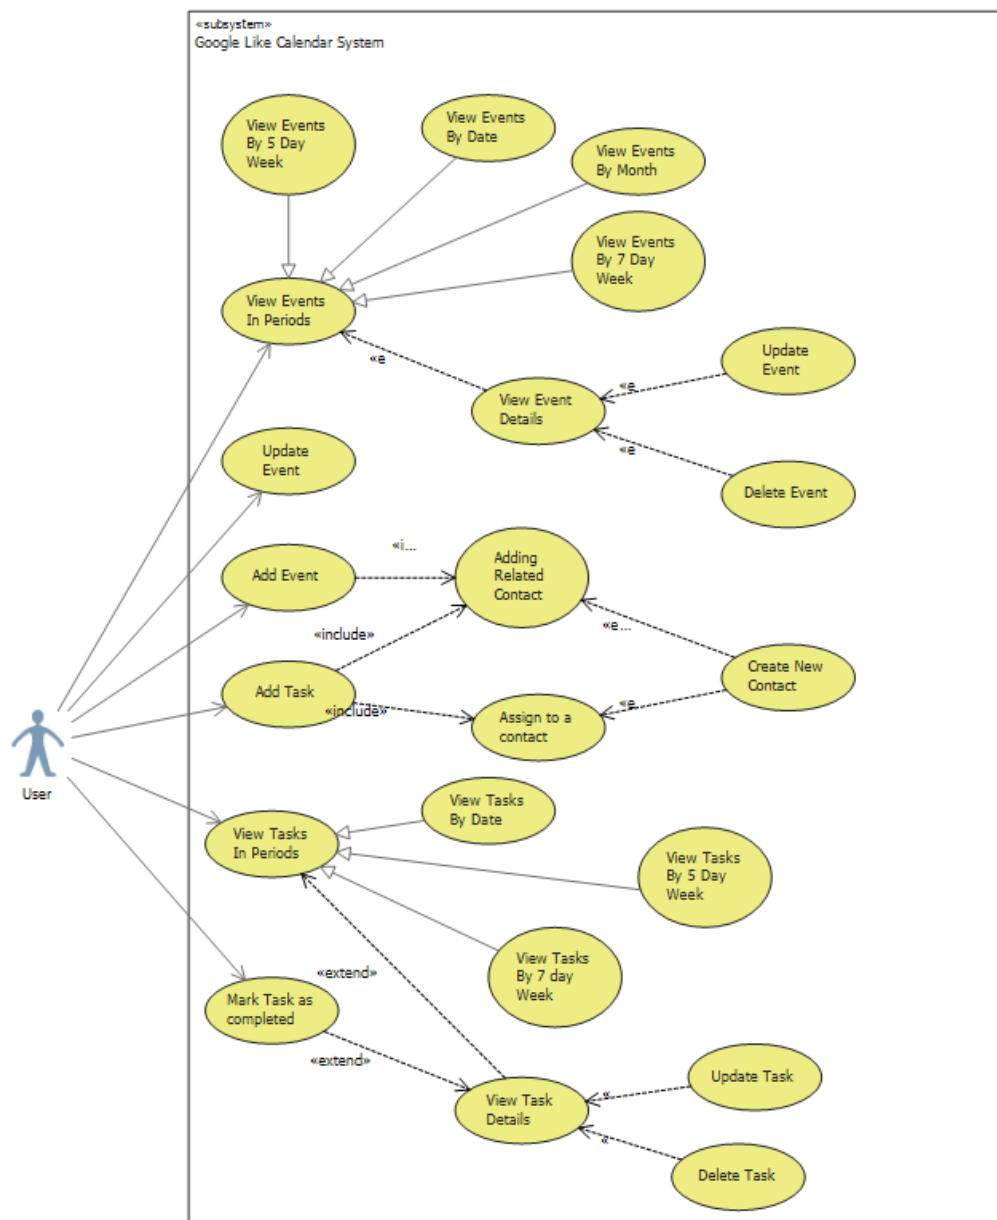 «subsystem»
Google Like Calendar System
View Events
By 5 Day
Week
View Events
By Date
View Events
By Month
View Events
By 7 Day
Week
View Events
In Periods
«e
Update
Event
«e
View Event
Details
«e
Delete Event
Update
Event
«i...
Add Event
Adding
Related
Contact
«include»
«e...
Create New
Contact
Add Task
«include»
«e
Assign to a
contact
User
View Tasks
By Date
View Tasks
In Periods
View Tasks
By 5 Day
Week
View Tasks
By 7 day
Week
«extend»
Mark Task as
completed
«extend»
View Task
Details
«
Update Task
«
Delete Task